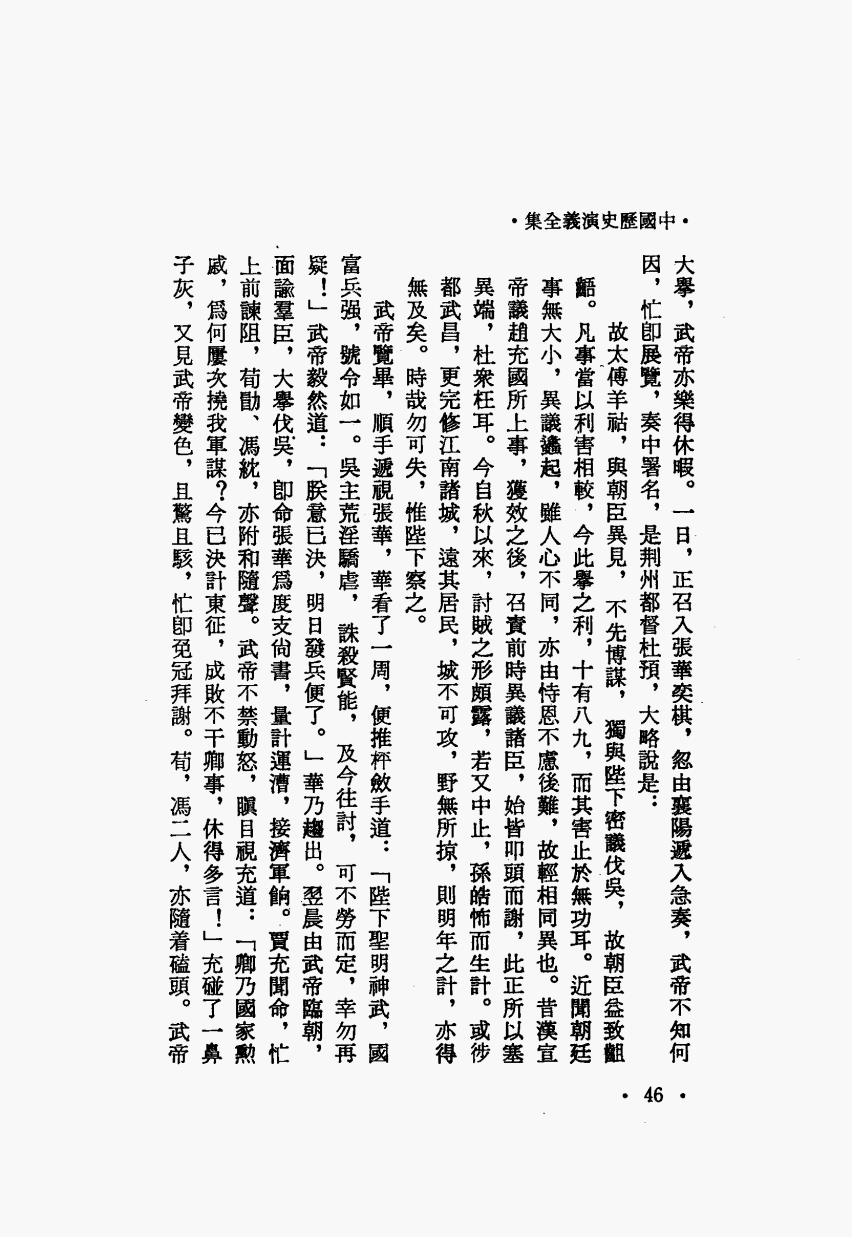 ·中國歷史演義全集·
大擧，武帝亦樂得休暇。一日，正召入張華奕棋，忽由襄陽遞入急奏，武帝不知何
因，忙卽展覽，奏中署名，是荆州都督杜預，大略說是：
故太傅羊祜，與朝臣異見，不先博謀，獨與陛下密議伐吳，故朝臣益致齟
齬。凡事當以利害相較，今此擧之利，十有八九，而其害止於無功耳。近聞朝廷
事無大小，異議蠭起，雖人心不同，亦由恃恩不慮後難，故輕相同異也。昔漢宣
帝議趙充國所上事，獲效之後，召責前時異議諸臣，始皆叩頭而謝，此正所以塞
異端，杜衆枉耳。今自秋以來，討賊之形頗露，若又中止，孫皓怖而生計。或徙
都武昌，更完修江南諸城，遠其居民，城不可攻，野無所掠，則明年之計，亦得
無及矣。時哉勿可失，惟陛下察之。
武帝覽畢，順手遞視張華，華看了一周，便推枰斂手道：「陛下聖明神武，國
富兵强，號令如一。吳主荒淫驕虐，誅殺賢能，及今往討，可不勞而定，幸勿再
疑！」武帝毅然道：「朕意已決，明日發兵便了。」華乃趨出。翌晨由武帝臨朝，
面諭羣臣，大擧伐吳，卽命張華爲度支尙書，量計運漕，接濟軍餉。賈充聞命，忙
上前諫阻，荀勖、馮紞，亦附和隨聲。武帝不禁動怒，瞋目視充道：「卿乃國家勳
戚，爲何屢次撓我軍謀？今已決計東征，成敗不干卿事，休得多言！」充碰了一鼻
子灰，又見武帝變色，且驚且駭，忙卽免冠拜謝。荀，馮二人，亦隨着磕頭。武帝
·46·